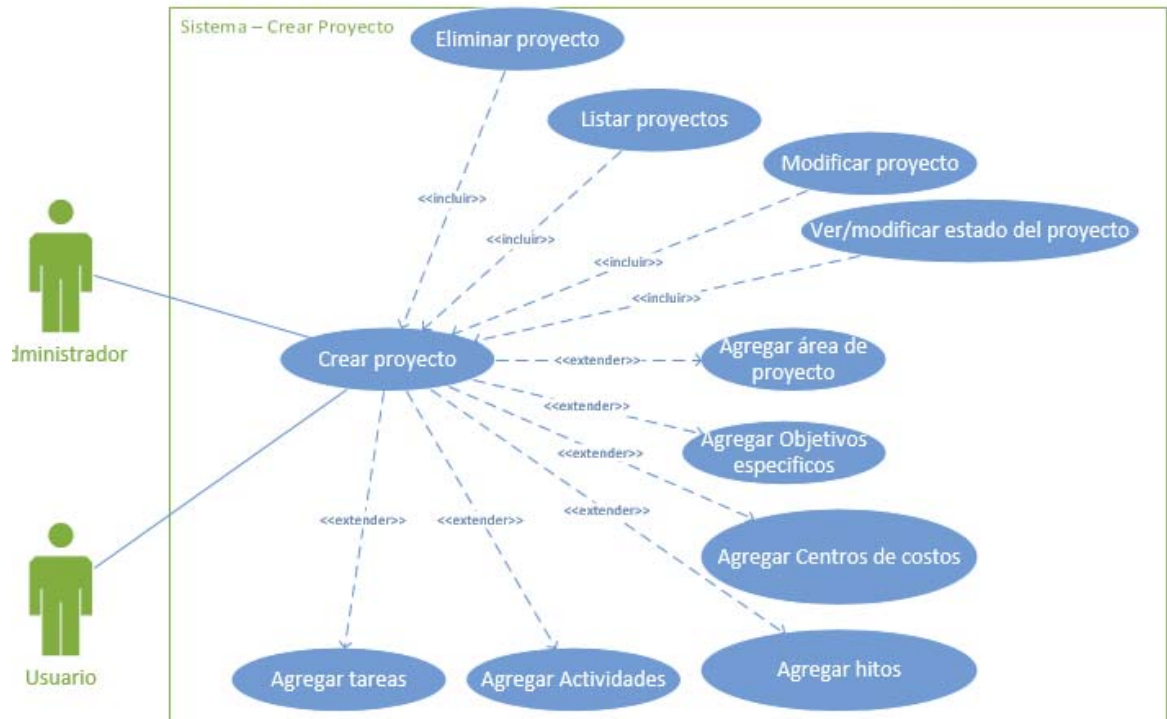 Sistema – Crear Proyecto
Eliminar proyecto
Listar proyectos
Modificar proyecto
Ver/modificar estado del proyecto
<<incluir>>
<<incluir>>
<<incluir>>
<<incluir>>
dministrador
Crear proyecto
<<extender>>
Agregar área de
proyecto
<<extender>>
Agregar Objetivos
especificos
<<extender>>
<<extender>>
<<extender>>
<<extender>>
Agregar Centros de costos
Usuario
Agregar tareas
Agregar Actividades
Agregar hitos